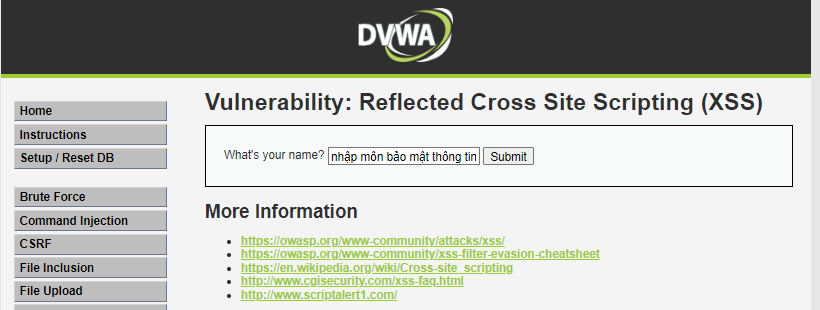 DVWA
Vulnerability: Reflected Cross Site Scripting (XSS)
Home
Instructions
Setup / Reset DB
Brute Force
Command Injection
CSRF
File Inclusion
File Upload
What's your name? nhập môn bảo mật thông tin Submit
More Information
https://owasp.org/www-community/attacks/xss/
https://owasp.org/www-community/xss-filter-evasion-cheatsheet
https://en.wikipedia.org/wiki/Cross-site_scripting
http://www.cgisecurity.com/xss-faq.html
http://www.scriptalert1.com/